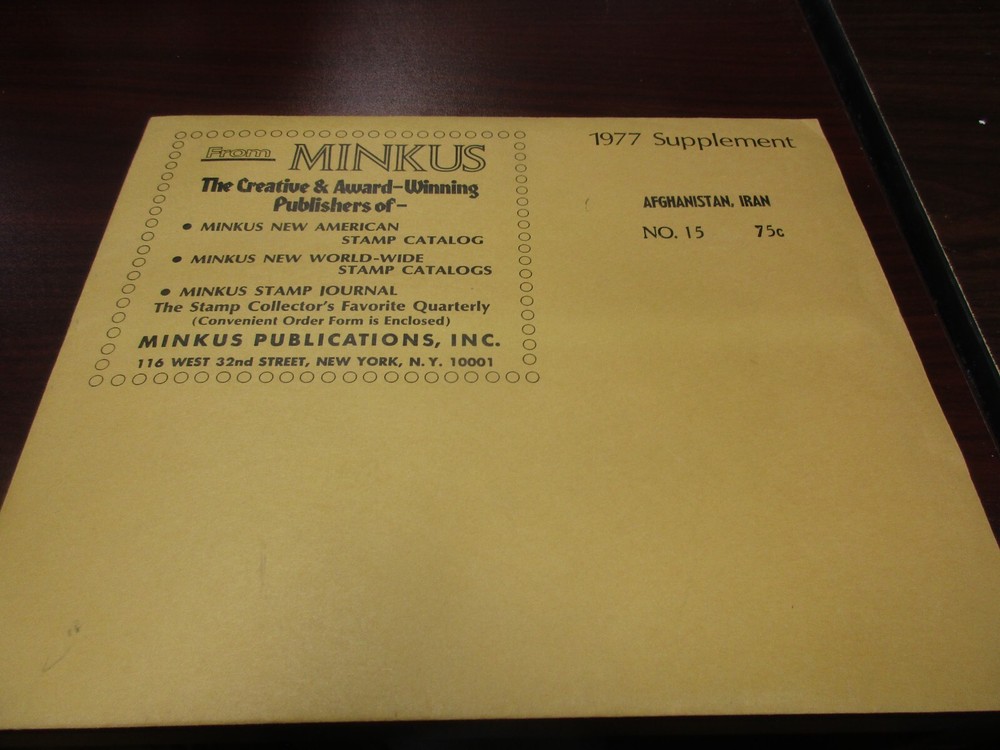 From MINKUS
The Creative & Award-Winning
Publishers of-
• MINKUS NEW AMERICAN
STAMP CATALOG
• MINKUS NEW WORLD-WIDE
STAMP CATALOGS
• MINKUS STAMP JOURNAL
The Stamp Collector's Favorite Quarterly
(Convenient Order Form is Enclosed)
MINKUS PUBLICATIONS, INC.
116 WEST 32nd STREET, NEW YORK, N. Y. 10001
1977 Supplement
AFGHANISTAN, IRAN
NO. 15 75c